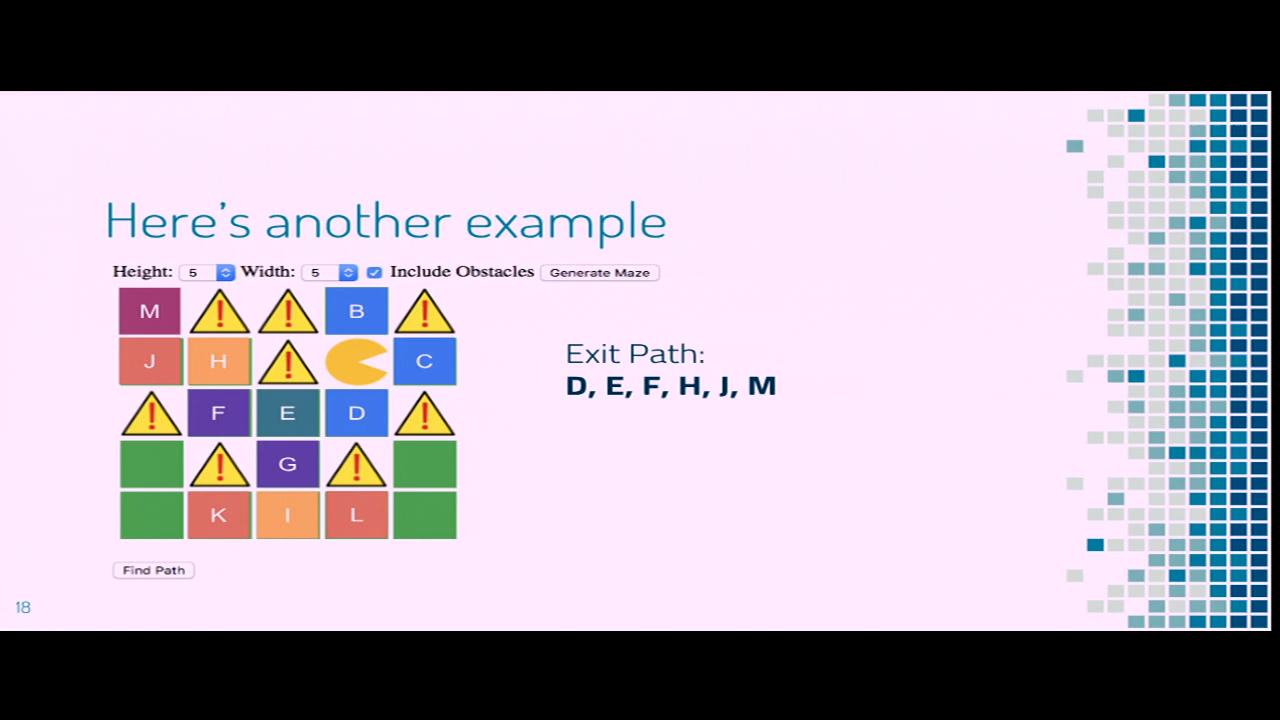 Here's another example
Height: 5 Width: 5 Include Obstacles Generate Maze
M ! ! B !
J H ! C
! F E D !
! G !
K I L
Exit Path:
D, E, F, H, J, M
Find Path
18